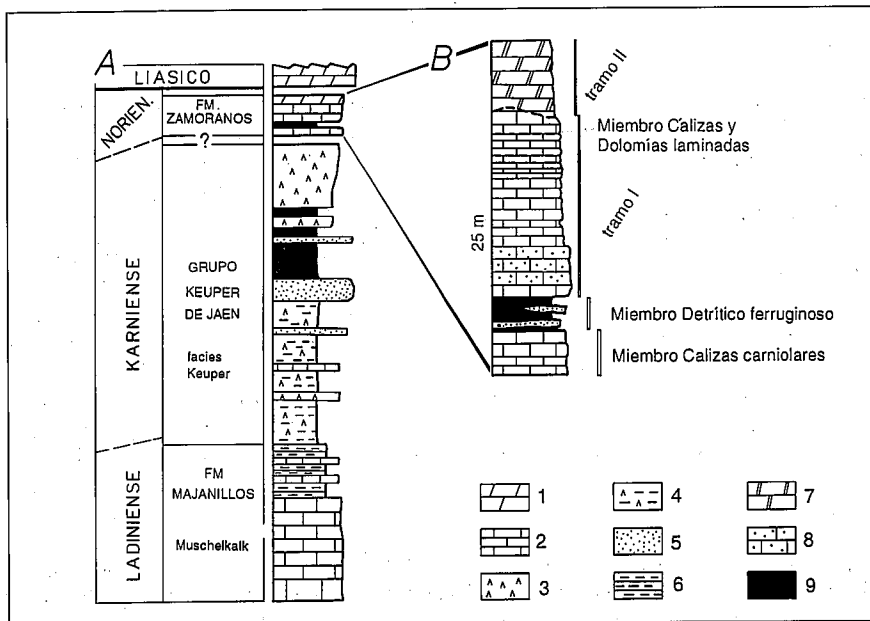 A
LIASICO
NORIEN.
FM.
ZAMORANOS
?
KARNIENSE
GRUPO
KEUPER
DE JAEN
facies
Keuper
LADINIENSE
FM
MAJANILLOS
Muschelkalk
B
25 m
tramo II
Miembro Calizas y
Dolomías laminadas
tramo I
Miembro Detrítico ferruginoso
Miembro Calizas carniolares
1
2
3
4
5
6
7
8
9